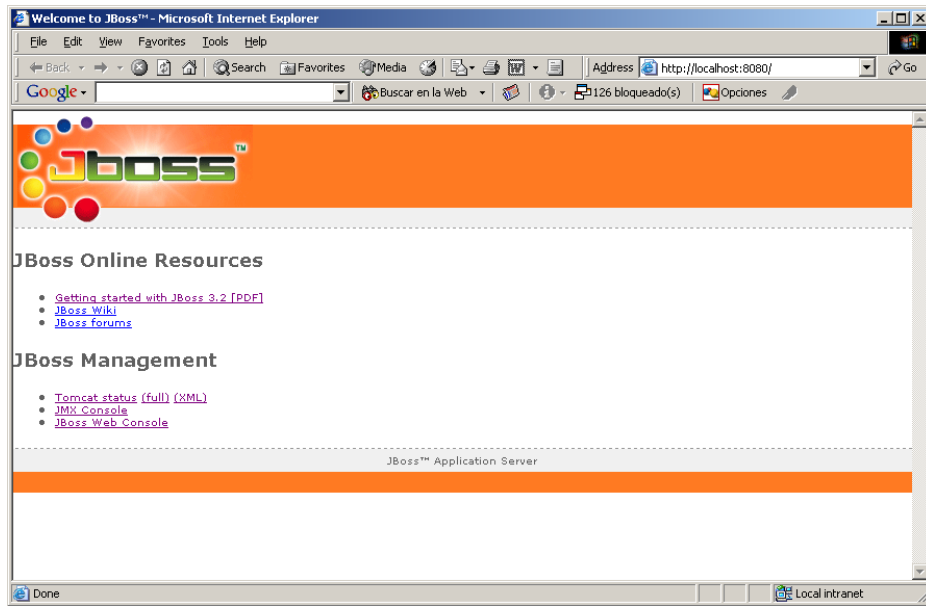 Welcome to JBoss™ - Microsoft Internet Explorer
File Edit View Favorites Tools Help
Back Search Favorites Media Address http://localhost:8080/ Go
Google Buscar en la Web 126 bloqueado(s) Opciones
Jboss™
JBoss Online Resources
Getting started with JBoss 3.2 [PDF]
JBoss Wiki
JBoss forums
JBoss Management
Tomcat status (full) (XML)
JMX Console
JBoss Web Console
JBoss™ Application Server
Done Local intranet